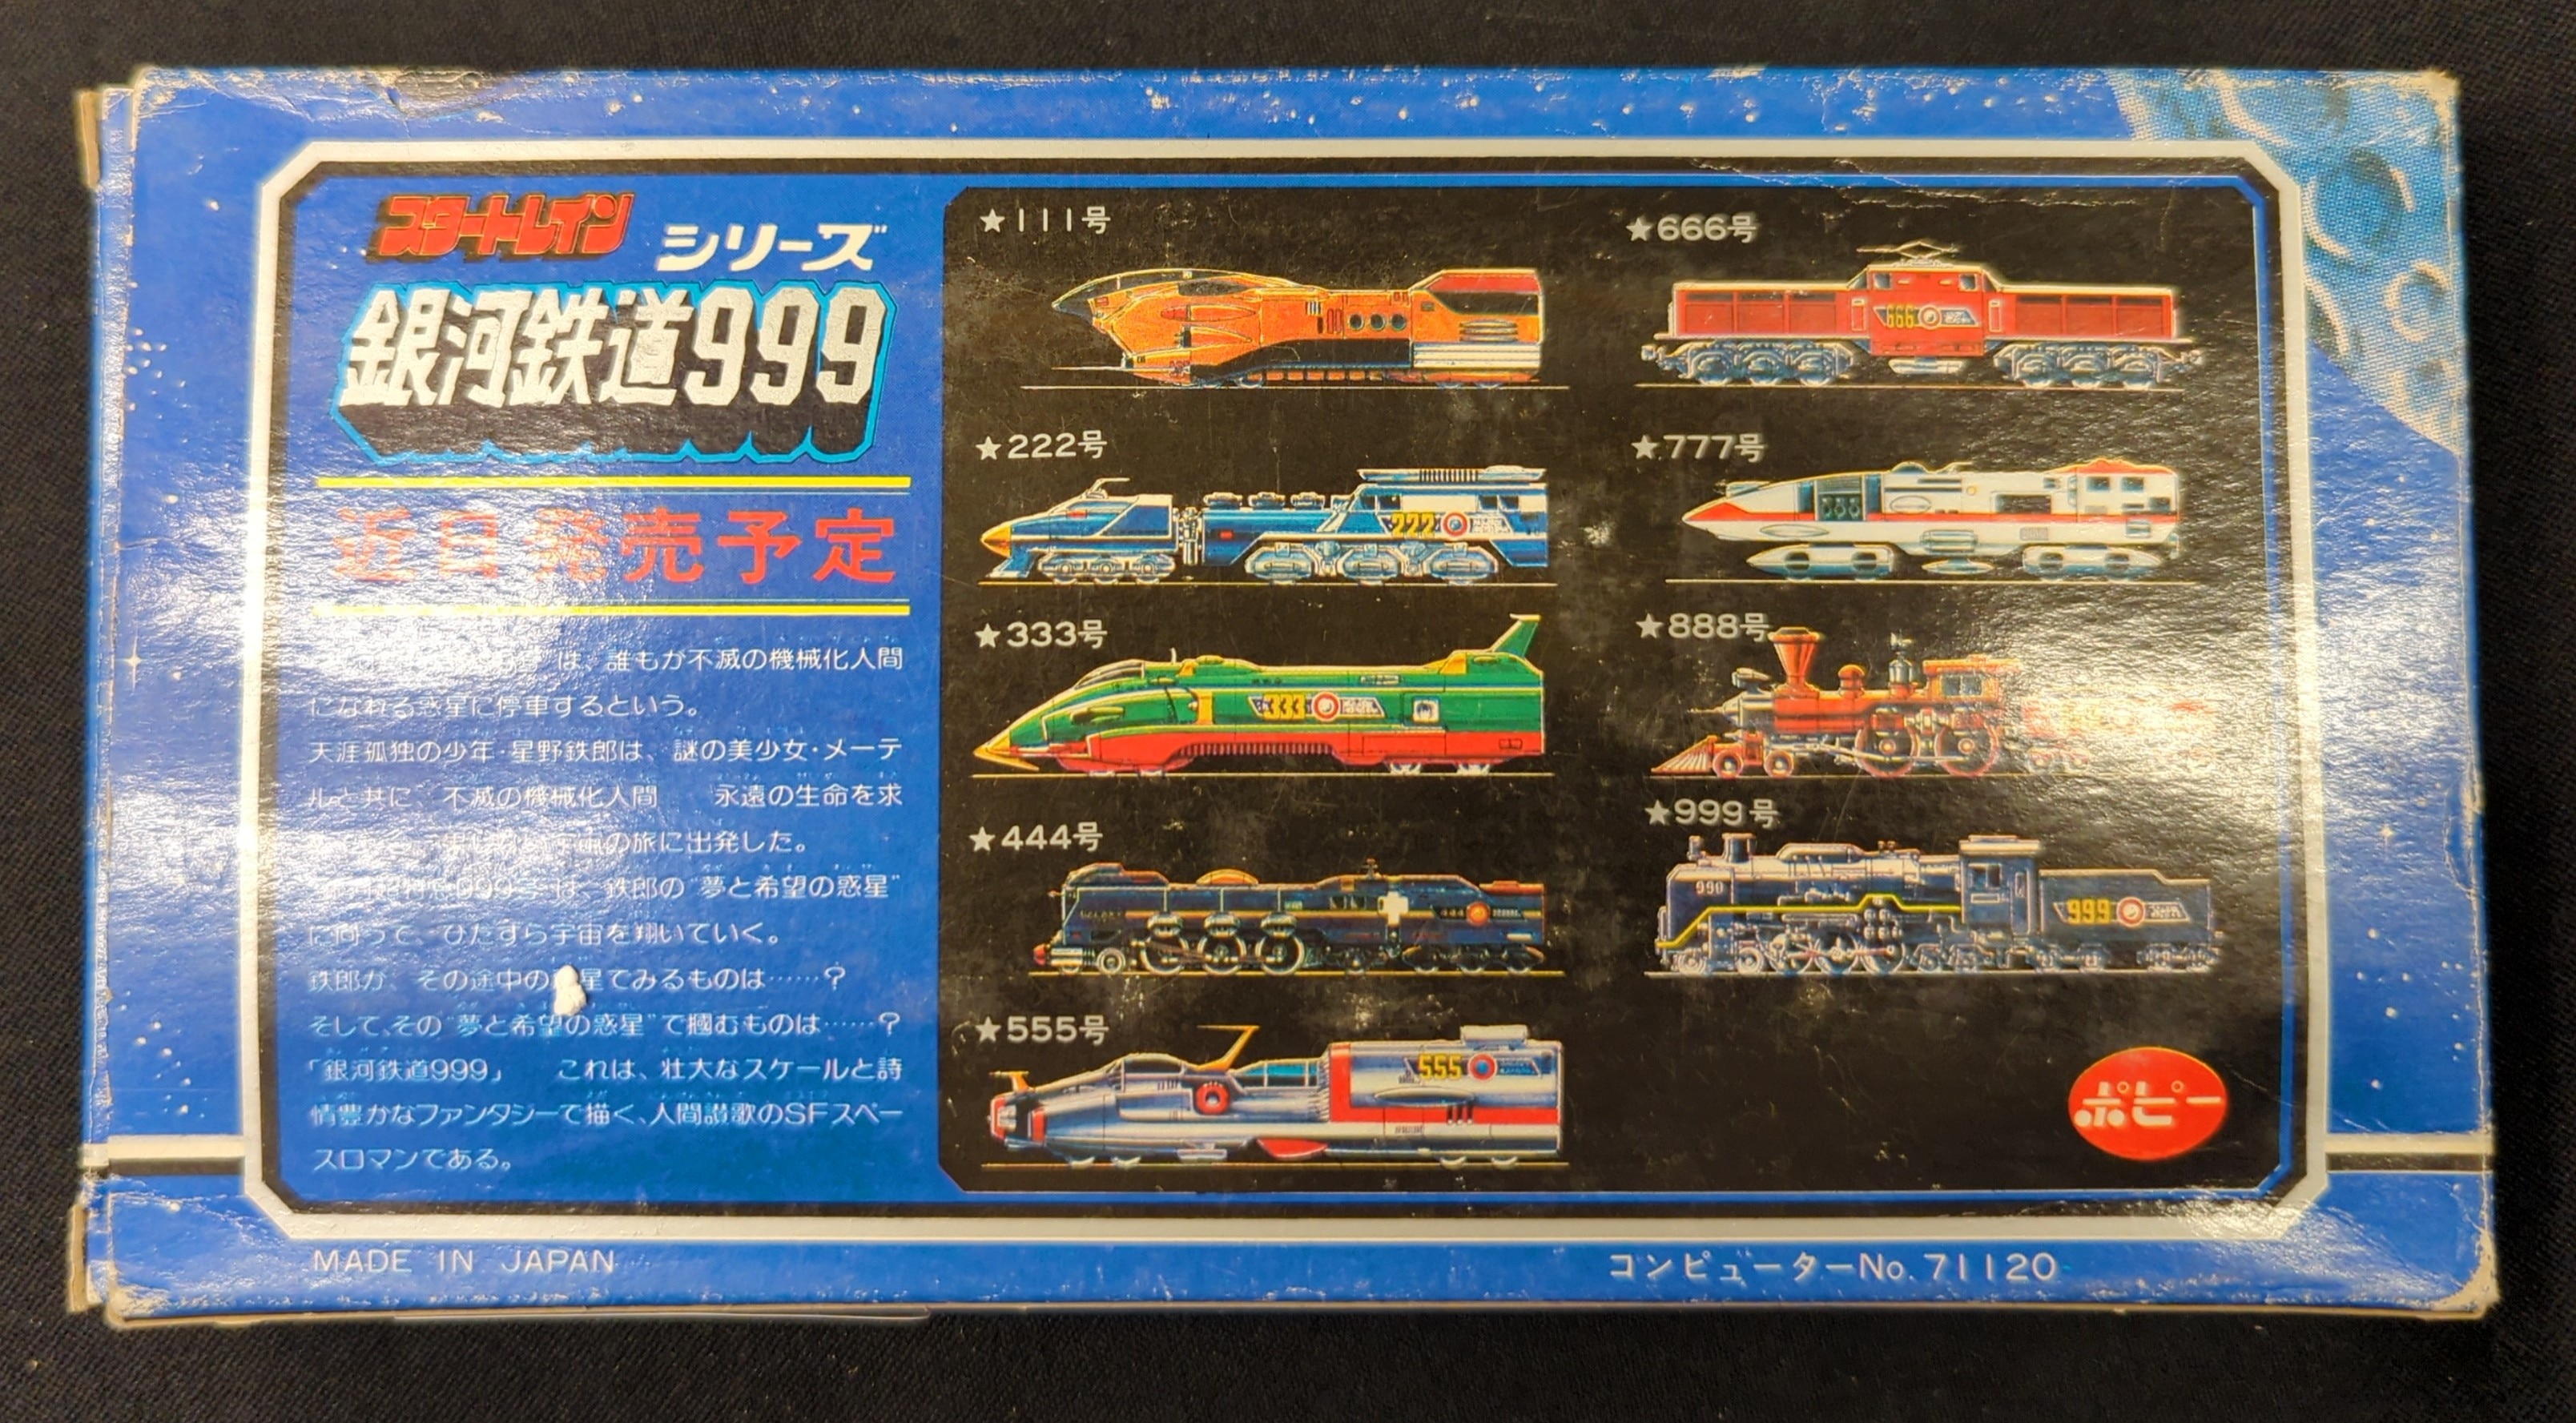 スタートレイン シリーズ
銀河鉄道999
近日発売予定
は、誰もが不滅の機械化人間
になれる惑星に停車するという。
天涯孤独の少年・星野鉄郎は、謎の美少女・メーテ
ルと共に、不滅の機械化人間 永遠の生命を求
の旅に出発した。
999 は、鉄郎の"夢と希望の惑星"
に向って、ひたすら宇宙を翔いていく。
鉄郎が、その途中の 星でみるものは……?
そして、その"夢と希望の惑星"で摑むものは……?
「銀河鉄道999」 これは、壮大なスケールと詩
情豊かなファンタジーで描く、人間讃歌のSFスペー
スロマンである。
★111号
★222号
222
★333号
333
★444号
444
★555号
555
★666号
666
★777号
★888号
★999号
999
ポピー
MADE IN JAPAN
コンピューターNo.71120